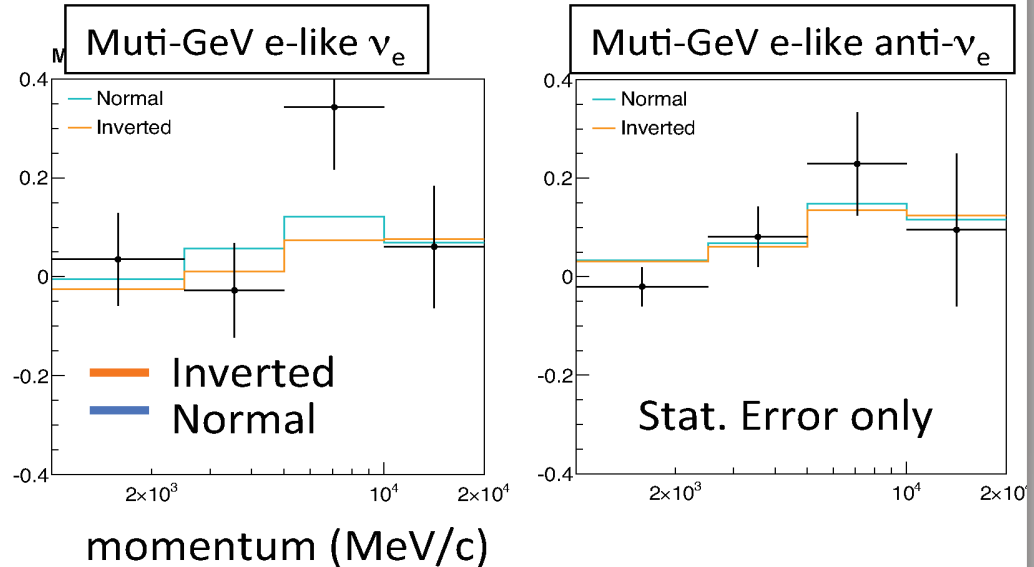 Muti-GeV e-like νe
M
0.4
Normal
Inverted
0.2
0
-0.2
-0.4
Inverted
Normal
2×10³
10⁴
2×10⁴
momentum (MeV/c)
Muti-GeV e-like anti-νe
0.4
Normal
Inverted
0.2
0
-0.2
-0.4
Stat. Error only
2×10³
10⁴
2×10